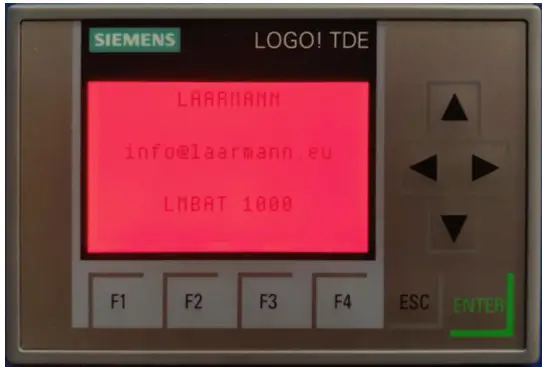 SIEMENS LOGO! TDE
LAARMANN
info@laarmann.eu
LMBAT 1000
F1 F2 F3 F4 ESC ENTER